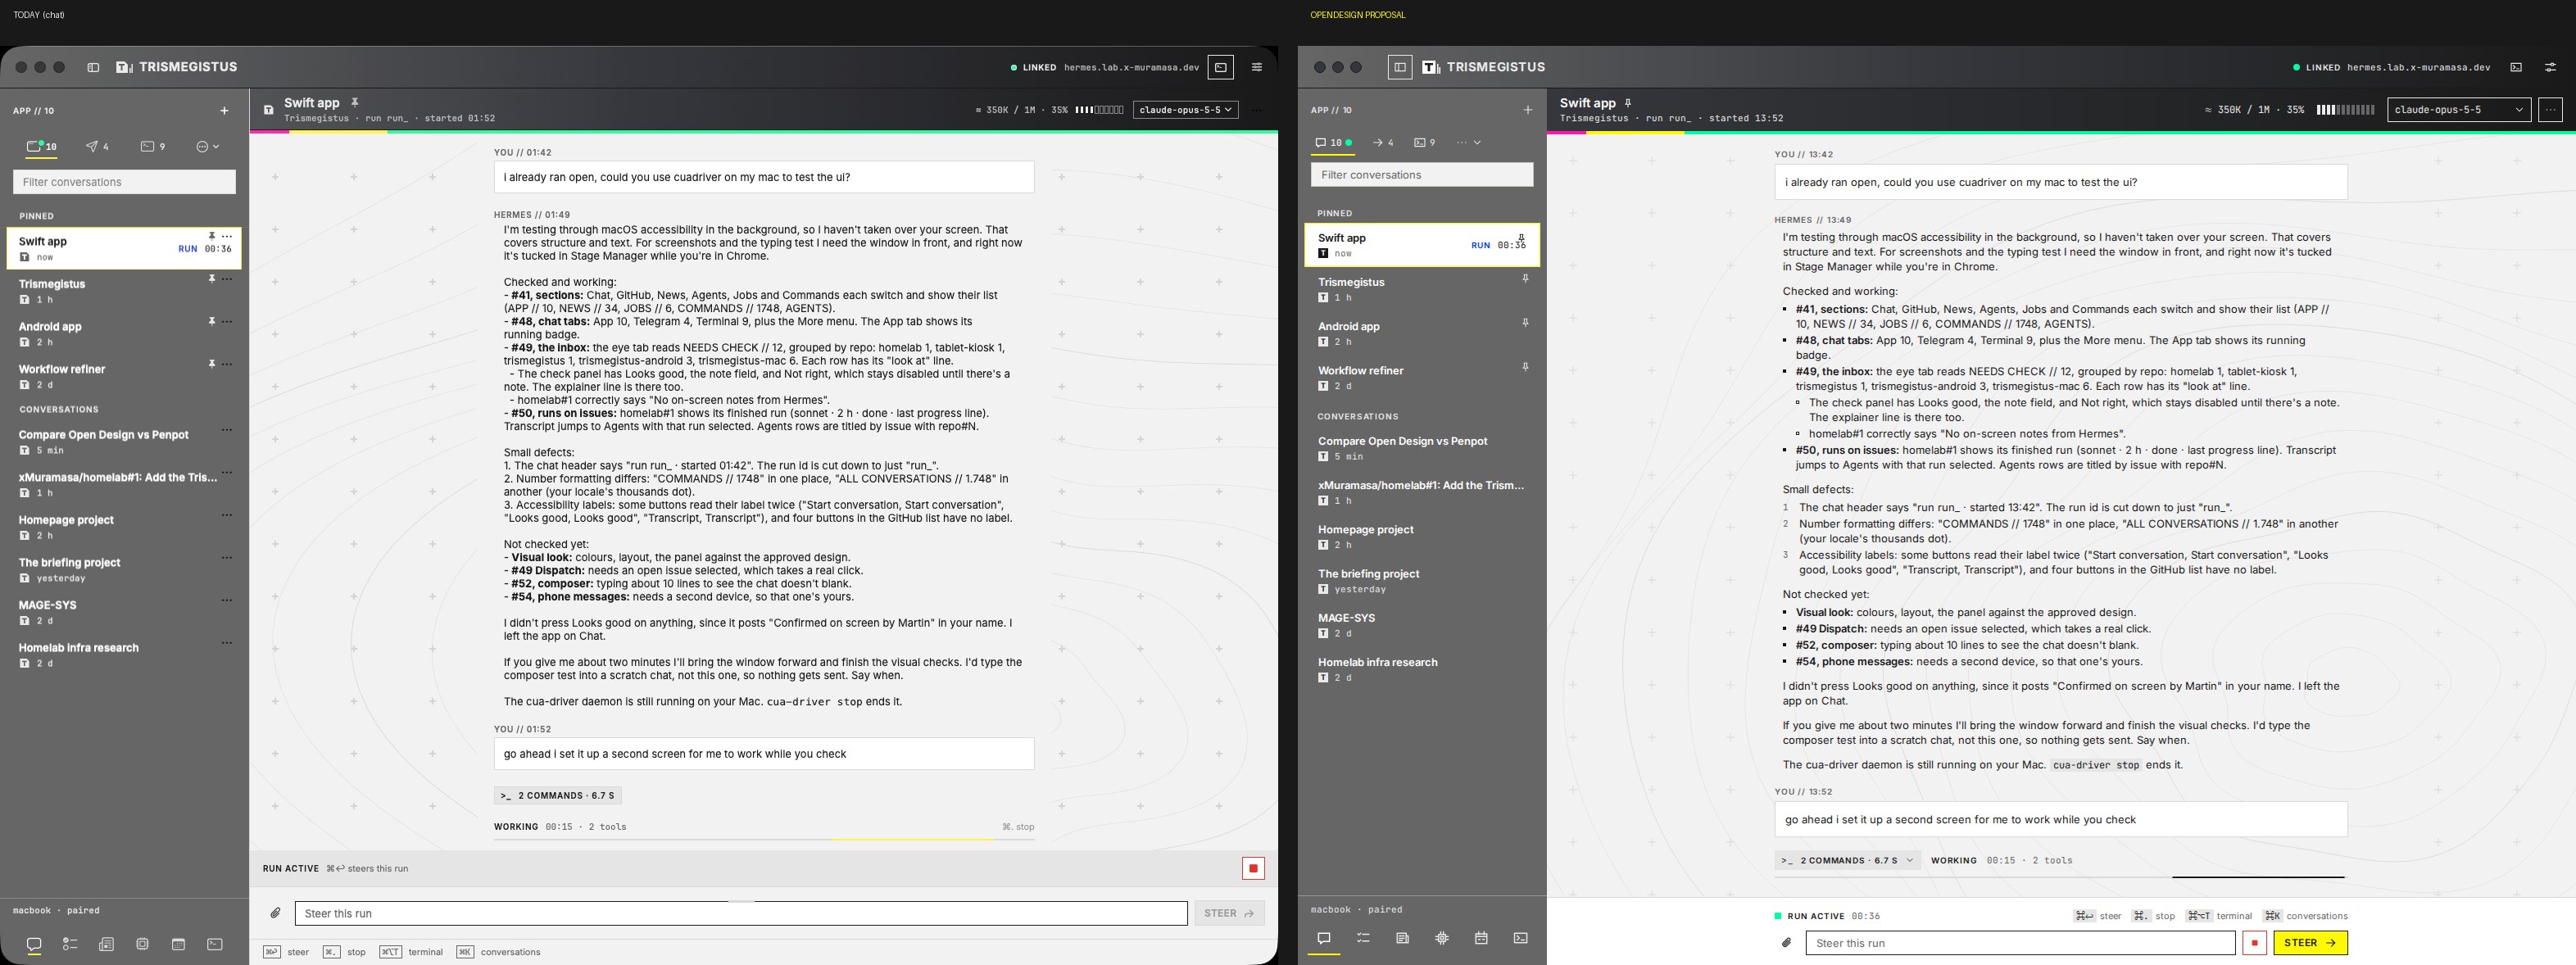 TODAY (chat)
TRISMEGISTUS
LINKED hermes.lab.x-muramasa.dev
APP // 10
+
10 4 9
Filter conversations
PINNED
Swift app
RUN 00:36
now
Trismegistus
1 h
Android app
2 h
Workflow refiner
2 d
CONVERSATIONS
Compare Open Design vs Penpot
5 min
xMuramasa/homelab#1: Add the Tris...
1 h
Homepage project
2 h
The briefing project
yesterday
MAGE-SYS
2 d
Homelab infra research
2 d
macbook · paired
Swift app
Trismegistus · run run_ · started 01:52
≈ 350K / 1M · 35%
claude-opus-5-5
YOU // 01:42
i already ran open, could you use cuadriver on my mac to test the ui?
HERMES // 01:49
I'm testing through macOS accessibility in the background, so I haven't taken over your screen. That
covers structure and text. For screenshots and the typing test I need the window in front, and right now
it's tucked in Stage Manager while you're in Chrome.
Checked and working:
- #41, sections: Chat, GitHub, News, Agents, Jobs and Commands each switch and show their list
(APP // 10, NEWS // 34, JOBS // 6, COMMANDS // 1748, AGENTS).
- #48, chat tabs: App 10, Telegram 4, Terminal 9, plus the More menu. The App tab shows its
running badge.
- #49, the inbox: the eye tab reads NEEDS CHECK // 12, grouped by repo: homelab 1, tablet-kiosk 1,
trismegistus 1, trismegistus-android 3, trismegistus-mac 6. Each row has its "look at" line.
- The check panel has Looks good, the note field, and Not right, which stays disabled until there's a
note. The explainer line is there too.
- homelab#1 correctly says "No on-screen notes from Hermes".
- #50, runs on issues: homelab#1 shows its finished run (sonnet · 2 h · done · last progress line).
Transcript jumps to Agents with that run selected. Agents rows are titled by issue with repo#N.
Small defects:
1. The chat header says "run run_ · started 01:42". The run id is cut down to just "run_".
2. Number formatting differs: "COMMANDS // 1748" in one place, "ALL CONVERSATIONS // 1.748" in
another (your locale's thousands dot).
3. Accessibility labels: some buttons read their label twice ("Start conversation, Start conversation",
"Looks good, Looks good", "Transcript, Transcript"), and four buttons in the GitHub list have no label.
Not checked yet:
- Visual look: colours, layout, the panel against the approved design.
- #49 Dispatch: needs an open issue selected, which takes a real click.
- #52, composer: typing about 10 lines to see the chat doesn't blank.
- #54, phone messages: needs a second device, so that one's yours.
I didn't press Looks good on anything, since it posts "Confirmed on screen by Martin" in your name. I
left the app on Chat.
If you give me about two minutes I'll bring the window forward and finish the visual checks. I'd type the
composer test into a scratch chat, not this one, so nothing gets sent. Say when.
The cua-driver daemon is still running on your Mac. cua-driver stop ends it.
YOU // 01:52
go ahead i set it up a second screen for me to work while you check
>_ 2 COMMANDS · 6.7 S
WORKING 00:15 · 2 tools
⌘. stop
RUN ACTIVE ⌘↩ steers this run
Steer this run
STEER
⌘↩ steer ⌘. stop ⌘⌥T terminal ⌘K conversations
OPENDESIGN PROPOSAL
TRISMEGISTUS
LINKED hermes.lab.x-muramasa.dev
APP // 10
+
10 4 9
Filter conversations
PINNED
Swift app
RUN 00:36
now
Trismegistus
1 h
Android app
2 h
Workflow refiner
2 d
CONVERSATIONS
Compare Open Design vs Penpot
5 min
xMuramasa/homelab#1: Add the Trism...
1 h
Homepage project
2 h
The briefing project
yesterday
MAGE-SYS
2 d
Homelab infra research
2 d
macbook · paired
Swift app
Trismegistus · run run_ · started 13:52
≈ 350K / 1M · 35%
claude-opus-5-5
YOU // 13:42
i already ran open, could you use cuadriver on my mac to test the ui?
HERMES // 13:49
I'm testing through macOS accessibility in the background, so I haven't taken over your screen. That
covers structure and text. For screenshots and the typing test I need the window in front, and right now it's tucked
in Stage Manager while you're in Chrome.
Checked and working:
#41, sections: Chat, GitHub, News, Agents, Jobs and Commands each switch and show their list (APP //
10, NEWS // 34, JOBS // 6, COMMANDS // 1748, AGENTS).
#48, chat tabs: App 10, Telegram 4, Terminal 9, plus the More menu. The App tab shows its running
badge.
#49, the inbox: the eye tab reads NEEDS CHECK // 12, grouped by repo: homelab 1, tablet-kiosk 1,
trismegistus 1, trismegistus-android 3, trismegistus-mac 6. Each row has its "look at" line.
The check panel has Looks good, the note field, and Not right, which stays disabled until there's a note.
The explainer line is there too.
homelab#1 correctly says "No on-screen notes from Hermes".
#50, runs on issues: homelab#1 shows its finished run (sonnet · 2 h · done · last progress line). Transcript
jumps to Agents with that run selected. Agents rows are titled by issue with repo#N.
Small defects:
1 The chat header says "run run_ · started 13:42". The run id is cut down to just "run_".
2 Number formatting differs: "COMMANDS // 1748" in one place, "ALL CONVERSATIONS // 1.748" in another
(your locale's thousands dot).
3 Accessibility labels: some buttons read their label twice ("Start conversation, Start conversation", "Looks
good, Looks good", "Transcript, Transcript"), and four buttons in the GitHub list have no label.
Not checked yet:
Visual look: colours, layout, the panel against the approved design.
#49 Dispatch: needs an open issue selected, which takes a real click.
#52, composer: typing about 10 lines to see the chat doesn't blank.
#54, phone messages: needs a second device, so that one's yours.
I didn't press Looks good on anything, since it posts "Confirmed on screen by Martin" in your name. I left the
app on Chat.
If you give me about two minutes I'll bring the window forward and finish the visual checks. I'd type the
composer test into a scratch chat, not this one, so nothing gets sent. Say when.
The cua-driver daemon is still running on your Mac. cua-driver stop ends it.
YOU // 13:52
go ahead i set it up a second screen for me to work while you check
>_ 2 COMMANDS · 6.7 S
WORKING 00:15 · 2 tools
RUN ACTIVE 00:36
⌘↩ steer ⌘. stop ⌘⌥T terminal ⌘K conversations
Steer this run
STEER →